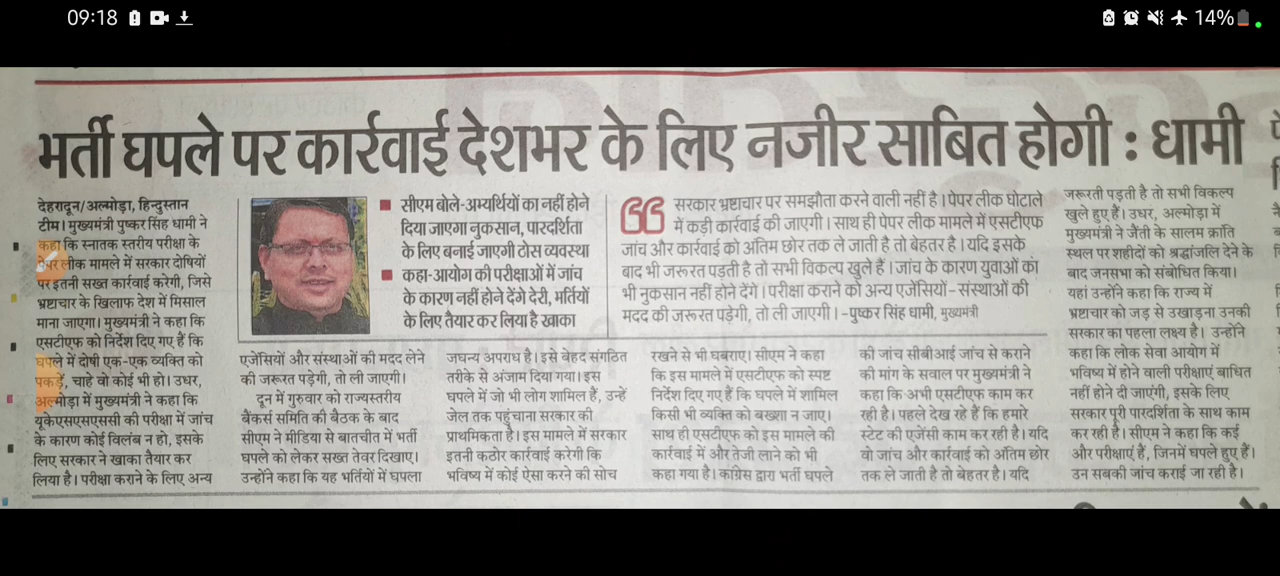 09:18
14%
भर्ती घपले पर कार्रवाई देशभर के लिए नजीर साबित होगी : धामी
देहरादून/अल्मोड़ा, हिन्दुस्तान
टीम। मुख्यमंत्री पुष्कर सिंह धामी ने
कहा कि स्नातक स्तरीय परीक्षा के
पेपर लीक मामले में सरकार दोषियों
पर इतनी सख्त कार्रवाई करेगी, जिसे
भ्रष्टाचार के खिलाफ देश में मिसाल
माना जाएगा। मुख्यमंत्री ने कहा कि
एसटीएफ को निर्देश दिए गए हैं कि
घपले में दोषी एक-एक व्यक्ति को
पकड़ें, चाहे वो कोई भी हो। उधर,
अल्मोड़ा में मुख्यमंत्री ने कहा कि
यूकेएसएसएससी की परीक्षा में जांच
के कारण कोई विलंब न हो, इसके
लिए सरकार ने खाका तैयार कर
लिया है। परीक्षा कराने के लिए अन्य
सीएम बोले-अभ्यर्थियों का नहीं होने
दिया जाएगा नुकसान, पारदर्शिता
के लिए बनाई जाएगी ठोस व्यवस्था
कहा-आयोग की परीक्षाओं में जांच
के कारण नहीं होने देंगे देरी, भर्तियों
के लिए तैयार कर लिया है खाका
सरकार भ्रष्टाचार पर समझौता करने वाली नहीं है। पेपर लीक घोटाले
में कड़ी कार्रवाई की जाएगी। साथ ही पेपर लीक मामले में एसटीएफ
जांच और कार्रवाई को अंतिम छोर तक ले जाती है तो बेहतर है। यदि इसके
बाद भी जरूरत पड़ती है तो सभी विकल्प खुले हैं। जांच के कारण युवाओं का
भी नुकसान नहीं होने देंगे। परीक्षा कराने को अन्य एजेंसियों-संस्थाओं की
मदद की जरूरत पड़ेगी, तो ली जाएगी। -पुष्कर सिंह धामी, मुख्यमंत्री
एजेंसियों और संस्थाओं की मदद लेने
की जरूरत पड़ेगी, तो ली जाएगी।
दून में गुरुवार को राज्यस्तरीय
बैंकर्स समिति की बैठक के बाद
सीएम ने मीडिया से बातचीत में भर्ती
घपले को लेकर सख्त तेवर दिखाए।
उन्होंने कहा कि यह भर्तियों में घपला
जघन्य अपराध है। इसे बेहद संगठित
तरीके से अंजाम दिया गया। इस
घपले में जो भी लोग शामिल हैं, उन्हें
जेल तक पहुंचाना सरकार की
प्राथमिकता है। इस मामले में सरकार
इतनी कठोर कार्रवाई करेगी कि
भविष्य में कोई ऐसा करने की सोच
रखने से भी घबराए। सीएम ने कहा
कि इस मामले में एसटीएफ को स्पष्ट
निर्देश दिए गए हैं कि घपले में शामिल
किसी भी व्यक्ति को बख्शा न जाए।
साथ ही एसटीएफ को इस मामले की
कार्रवाई में और तेजी लाने को भी
कहा गया है। कांग्रेस द्वारा भर्ती घपले
की जांच सीबीआई जांच से कराने
की मांग के सवाल पर मुख्यमंत्री ने
कहा कि अभी एसटीएफ काम कर
रही है। पहले देख रहे हैं कि हमारे
स्टेट की एजेंसी काम कर रही है। यदि
वो जांच और कार्रवाई को अंतिम छोर
तक ले जाती है तो बेहतर है। यदि
जरूरती पड़ती है तो सभी विकल्प
खुले हुए हैं। उधर, अल्मोड़ा में
मुख्यमंत्री ने जैंती के सालम क्रांति
स्थल पर शहीदों को श्रद्धांजलि देने के
बाद जनसभा को संबोधित किया।
यहां उन्होंने कहा कि राज्य में
भ्रष्टाचार को जड़ से उखाड़ना उनकी
सरकार का पहला लक्ष्य है। उन्होंने
कहा कि लोक सेवा आयोग में
भविष्य में होने वाली परीक्षाएं बाधित
नहीं होने दी जाएंगी, इसके लिए
सरकार पूरी पारदर्शिता के साथ काम
कर रही है। सीएम ने कहा कि कई
और परीक्षाएं हैं, जिनमें घपले हुए हैं।
उन सबकी जांच कराई जा रही है।